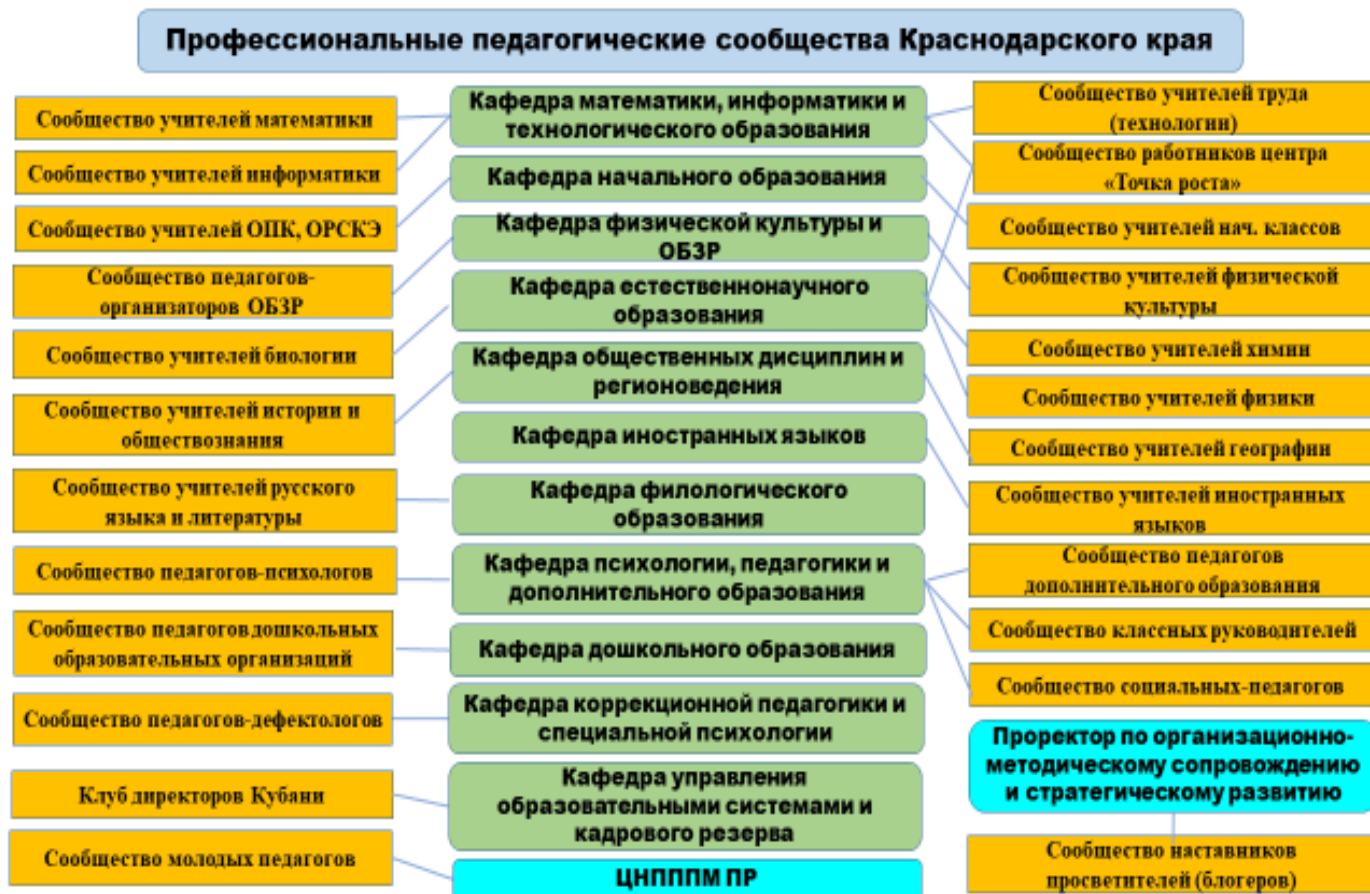 Профессиональные педагогические сообщества Краснодарского края
Сообщество учителей математики
Сообщество учителей информатики
Сообщество учителей ОПК, ОРСКЭ
Сообщество педагогов-
организаторов ОБЗР
Сообщество учителей биологии
Сообщество учителей истории и
обществознания
Сообщество учителей русского
языка и литературы
Сообщество педагогов-психологов
Сообщество педагогов дошкольных
образовательных организаций
Сообщество педагогов-дефектологов
Клуб директоров Кубани
Сообщество молодых педагогов
Кафедра математики, информатики и
технологического образования
Кафедра начального образования
Кафедра физической культуры и
ОБЗР
Кафедра естественнонаучного
образования
Кафедра общественных дисциплин и
регионоведения
Кафедра иностранных языков
Кафедра филологического
образования
Кафедра психологии, педагогики и
дополнительного образования
Кафедра дошкольного образования
Кафедра коррекционной педагогики и
специальной психологии
Кафедра управления
образовательными системами и
кадрового резерва
ЦНПППМ ПР
Сообщество учителей труда
(технологии)
Сообщество работников центра
«Точка роста»
Сообщество учителей нач. классов
Сообщество учителей физической
культуры
Сообщество учителей химии
Сообщество учителей физики
Сообщество учителей географии
Сообщество учителей иностранных
языков
Сообщество педагогов
дополнительного образования
Сообщество классных руководителей
Сообщество социальных-педагогов
Проректор по организационно-
методическому сопровождению
и стратегическому развитию
Сообщество наставников
просветителей (блогеров)